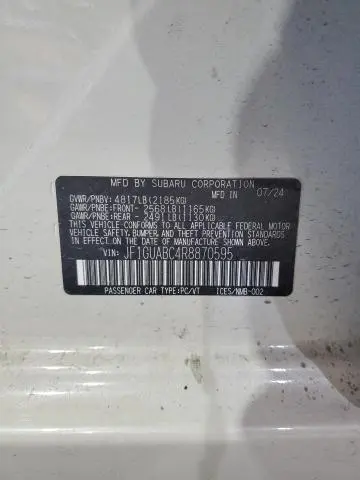 MFD BY SUBARU CORPORATION
MADE IN 07/24
GVWR/PNBV: 4817LB(2185KG)
GAWR/PNBE:FRONT- 2568LB(1165KG)
GAWR/PNBE:REAR - 2491LB(1130KG)
THIS VEHICLE CONFORMS TO ALL APPLICABLE FEDERAL MOTOR
VEHICLE SAFETY, BUMPER, AND THEFT PREVENTION
STANDARDS IN EFFECT ON THE DATE OF
MANUFACTURE SHOWN ABOVE.
VIN: JF1GUABC4R8870595
PASSENGER CAR TYPE:PC/VT ICES/NMB-002